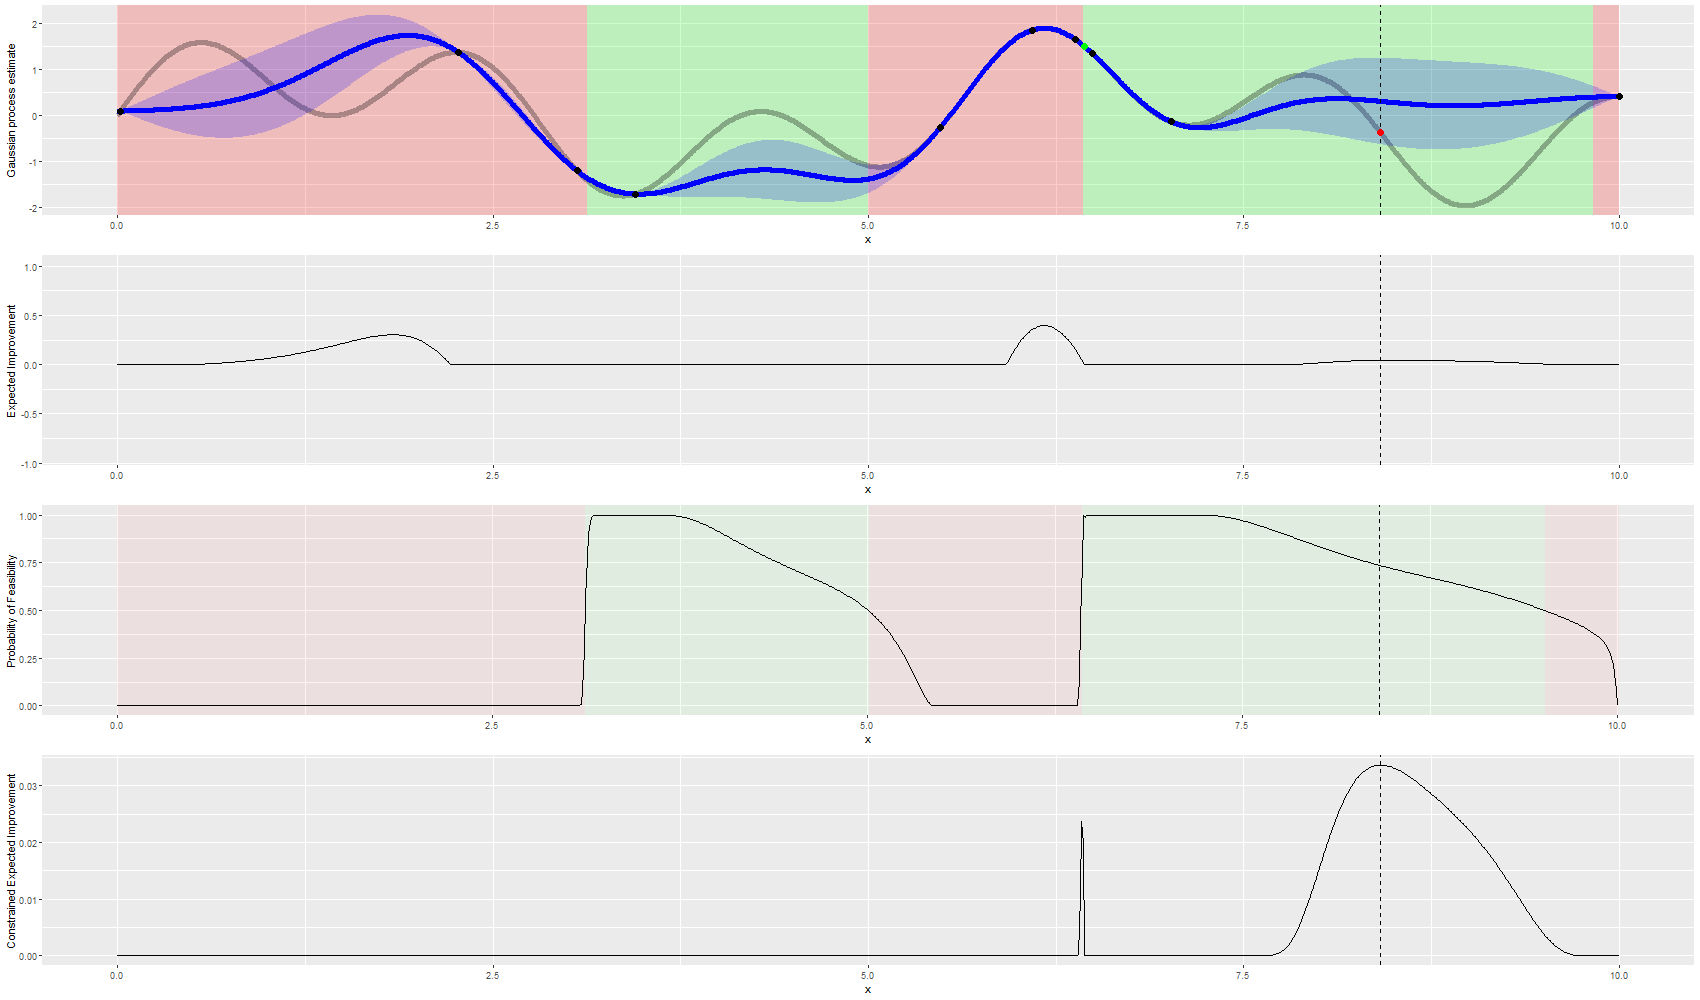 Gaussian process estimate
2
1
0
-1
-2
0.0 2.5 5.0 7.5 10.0
x
Expected Improvement
1.0
0.5
0.0
-0.5
-1.0
0.0 2.5 5.0 7.5 10.0
x
Probability of Feasibility
1.00
0.75
0.50
0.25
0.00
0.0 2.5 5.0 7.5 10.0
x
Constrained Expected Improvement
0.03
0.02
0.01
0.00
0.0 2.5 5.0 7.5 10.0
x